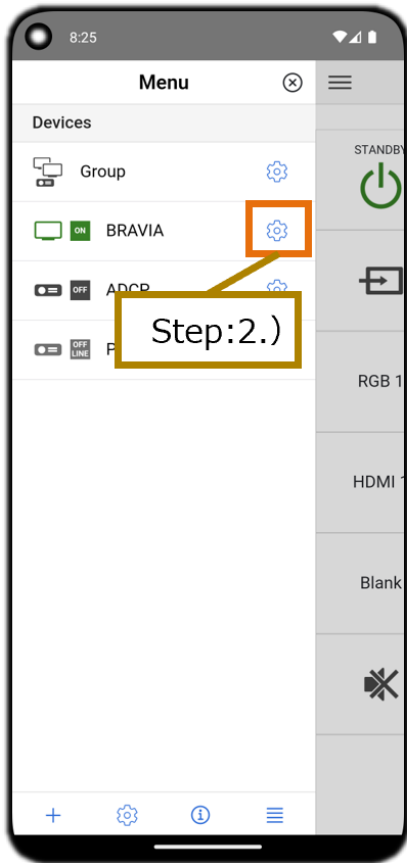 8:25
Menu
Devices
Group
ON BRAVIA
OFF ADCP
OFF LINE P
Step:2.)
STANDBY
RGB 1
HDMI 1
Blank